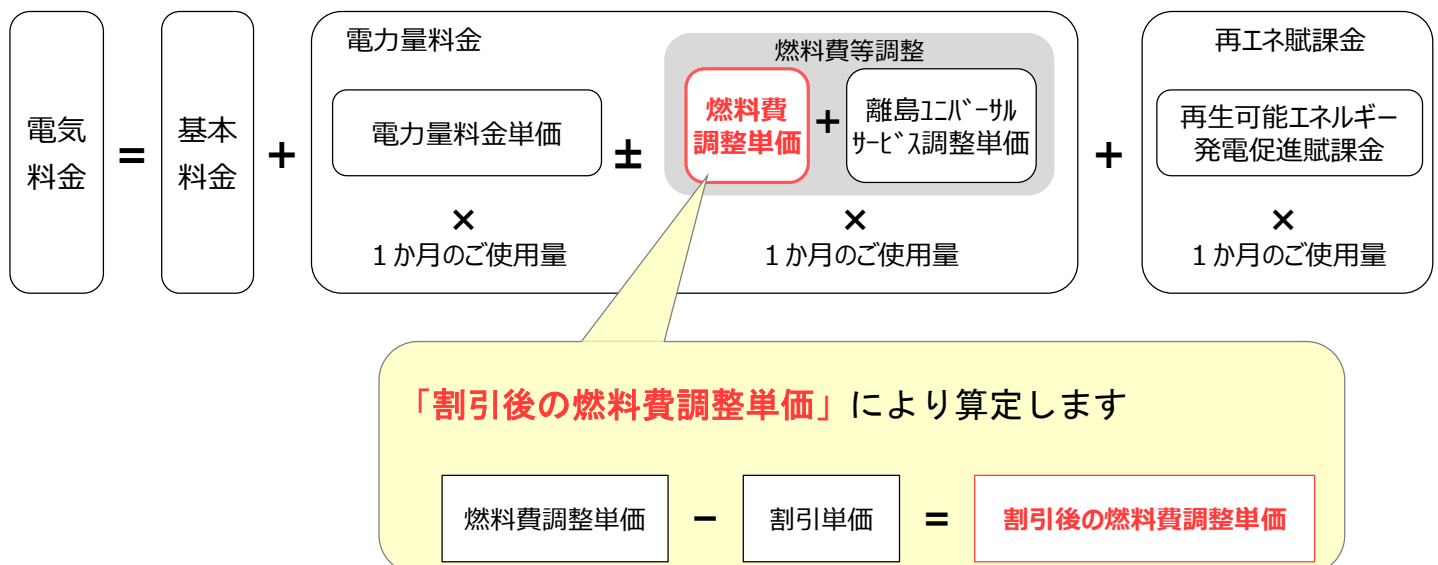 電気
料金
=
基本
料金
+
電力量料金
電力量料金単価
×
1か月のご使用量
±
燃料費等調整
燃料費
調整単価
+
離島ﾕﾆﾊﾞｰｻﾙ
ｻｰﾋﾞｽ調整単価
×
1か月のご使用量
+
再エネ賦課金
再生可能エネルギー
発電促進賦課金
×
1か月のご使用量
「割引後の燃料費調整単価」により算定します
燃料費調整単価 − 割引単価 = 割引後の燃料費調整単価